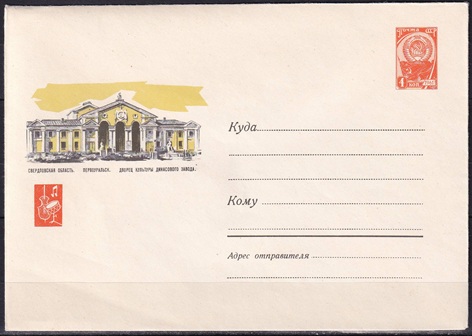 ПОЧТА СССР
4
КОП
СВЕРДЛОВСКАЯ ОБЛАСТЬ. ПЕРВОУРАЛЬСК. ДВОРЕЦ КУЛЬТУРЫ ДИНАСОВОГО ЗАВОДА.
Куда
Кому
Адрес отправителя